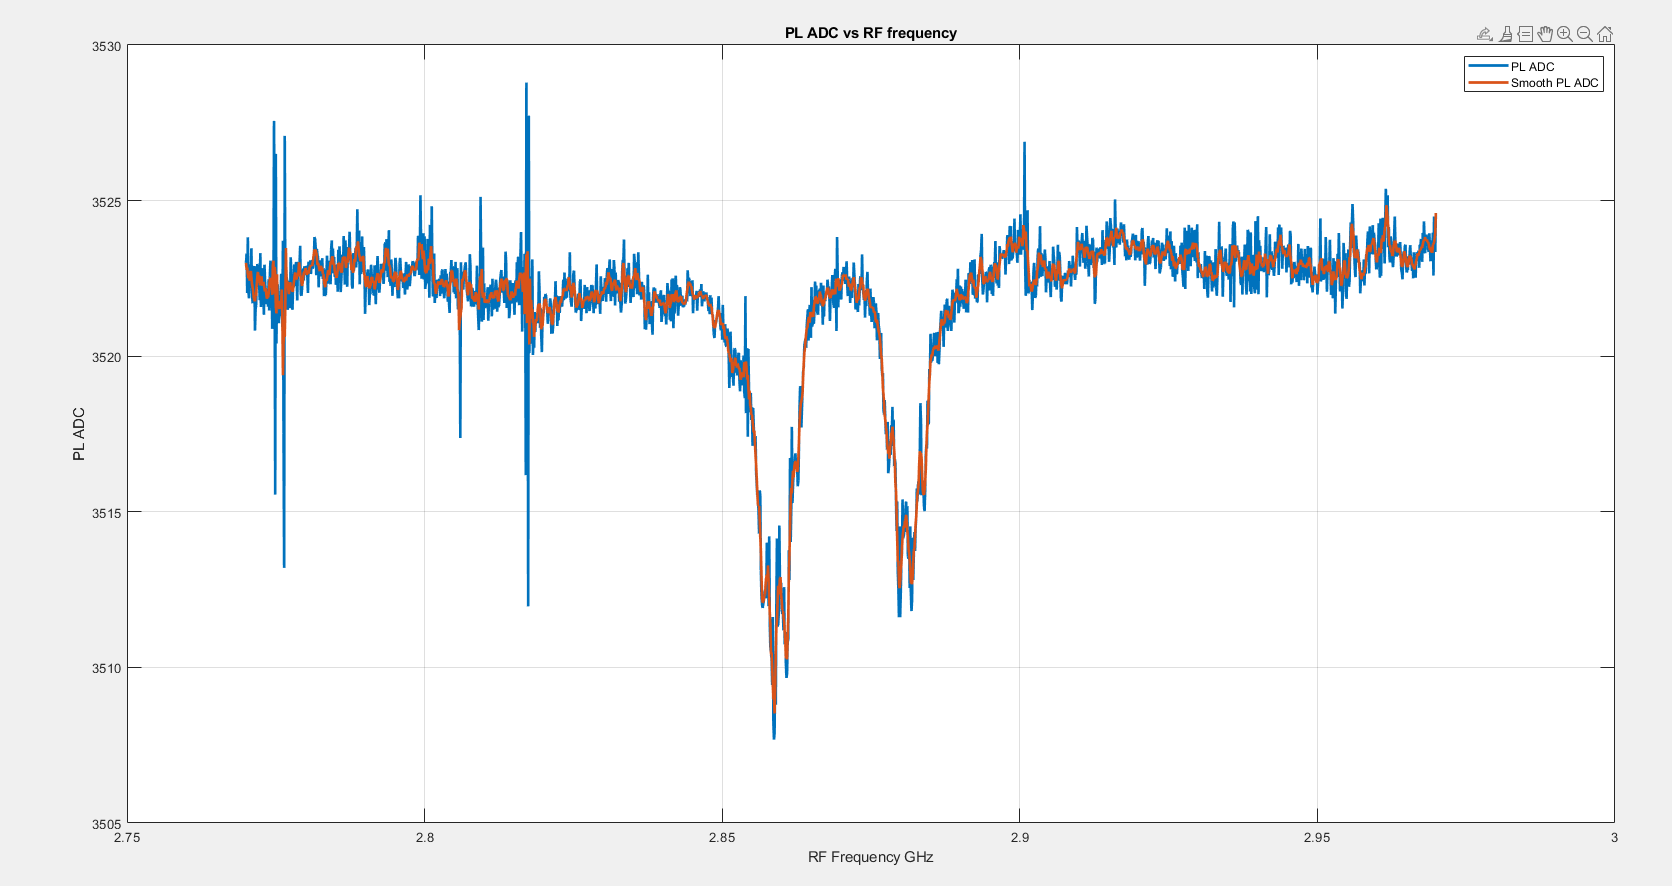 PL ADC vs RF frequency
PL ADC
Smooth PL ADC
3530
3525
3520
3515
3510
3505
PL ADC
2.75
2.8
2.85
2.9
2.95
3
RF Frequency GHz